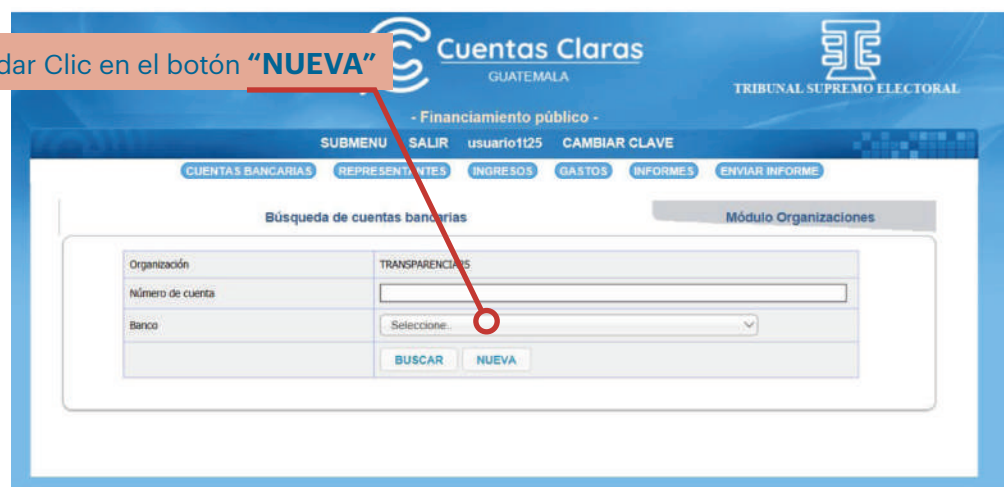 dar Clic en el botón "NUEVA"
Cuentas Claras
GUATEMALA
TRIBUNAL SUPREMO ELECTORAL
- Financiamiento público -
SUBMENU SALIR usuario1t25 CAMBIAR CLAVE
CUENTAS BANCARIAS REPRESENTANTES INGRESOS GASTOS INFORMES ENVIAR INFORME
Búsqueda de cuentas bancarias Módulo Organizaciones
Organización TRANSPARENCIA25
Número de cuenta
Banco Seleccione..
BUSCAR NUEVA